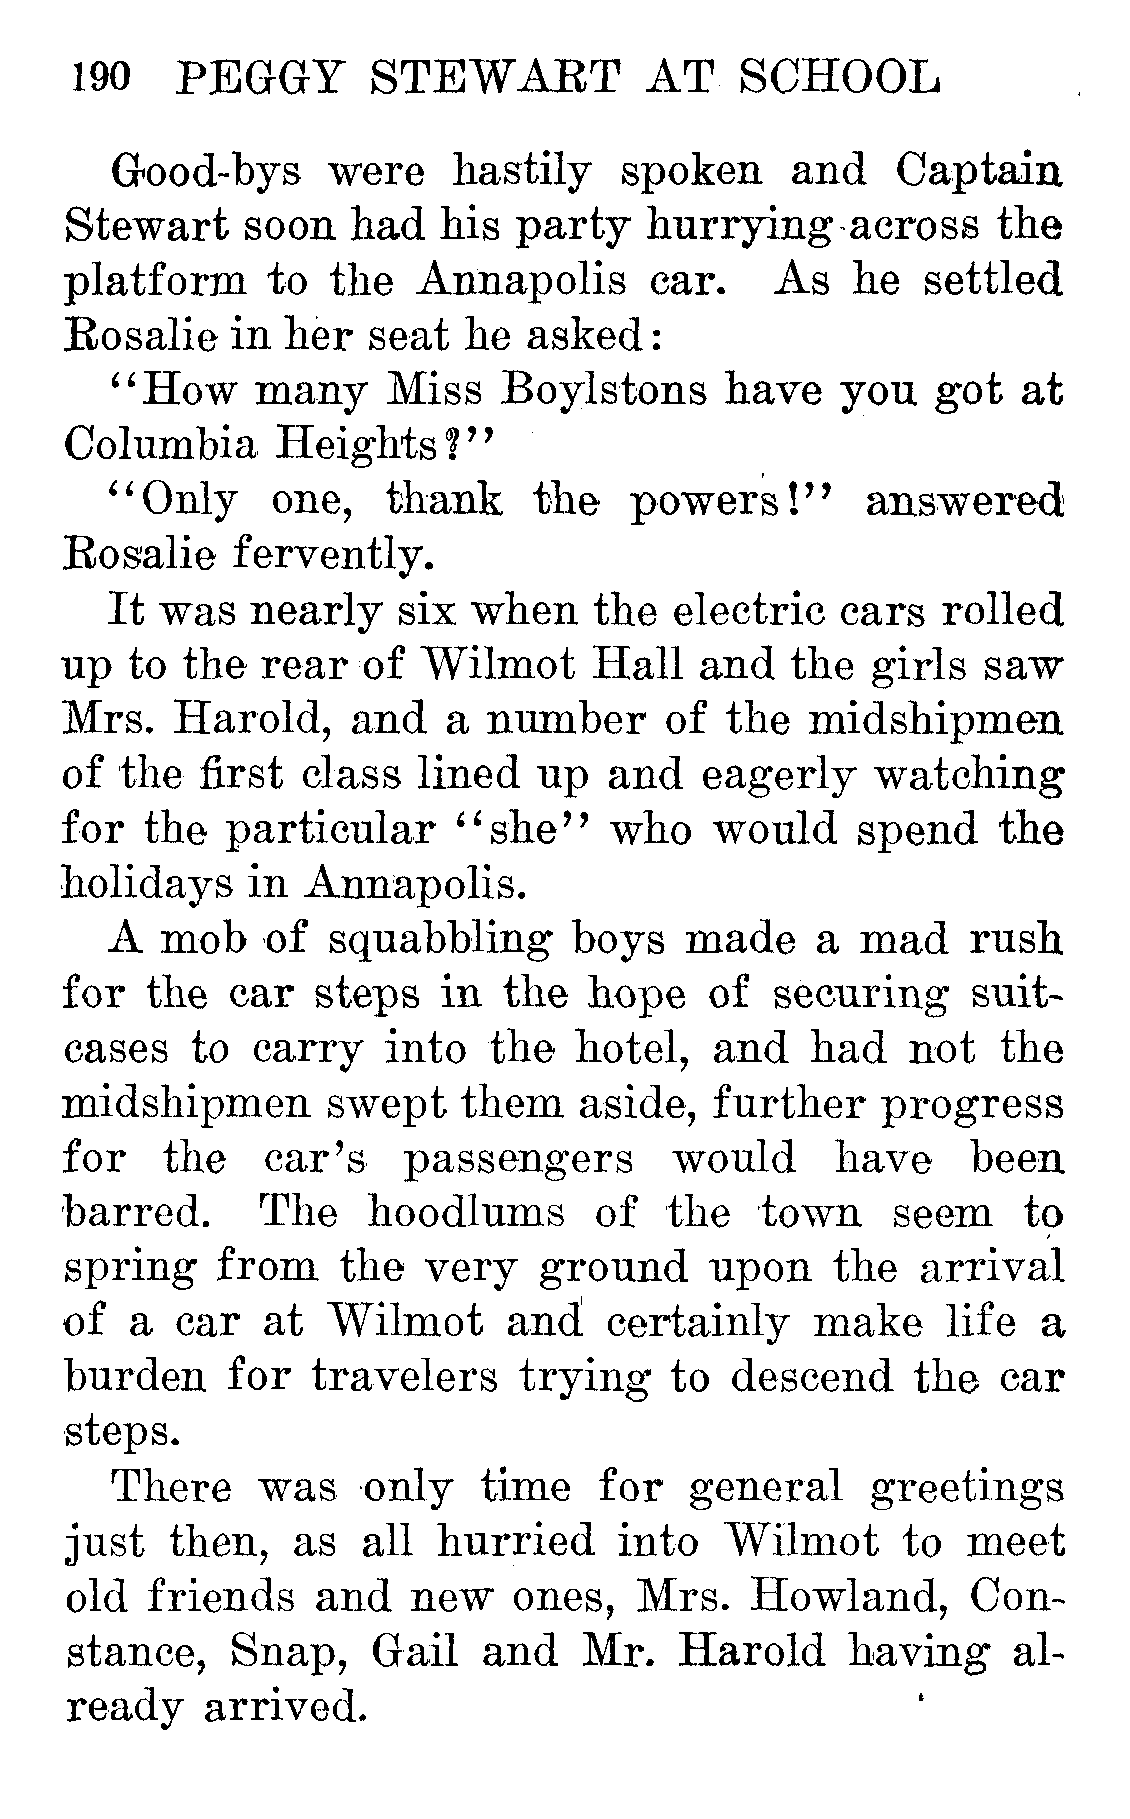 190 PEGGY STEWART AT SCHOOL
Good-bys were hastily spoken and Captain
Stewart soon had his party hurrying across the
platform to the Annapolis car. As he settled
Rosalie in her seat he asked:
"How many Miss Boylstons have you got at
Columbia Heights?"
"Only one, thank the powers!" answered
Rosalie fervently.
It was nearly six when the electric cars rolled
up to the rear of Wilmot Hall and the girls saw
Mrs. Harold, and a number of the midshipmen
of the first class lined up and eagerly watching
for the particular "she" who would spend the
holidays in Annapolis.
A mob of squabbling boys made a mad rush
for the car steps in the hope of securing suit-
cases to carry into the hotel, and had not the
midshipmen swept them aside, further progress
for the car's passengers would have been
barred. The hoodlums of the town seem to
spring from the very ground upon the arrival
of a car at Wilmot and certainly make life a
burden for travelers trying to descend the car
steps.
There was only time for general greetings
just then, as all hurried into Wilmot to meet
old friends and new ones, Mrs. Howland, Con-
stance, Snap, Gail and Mr. Harold having al-
ready arrived.